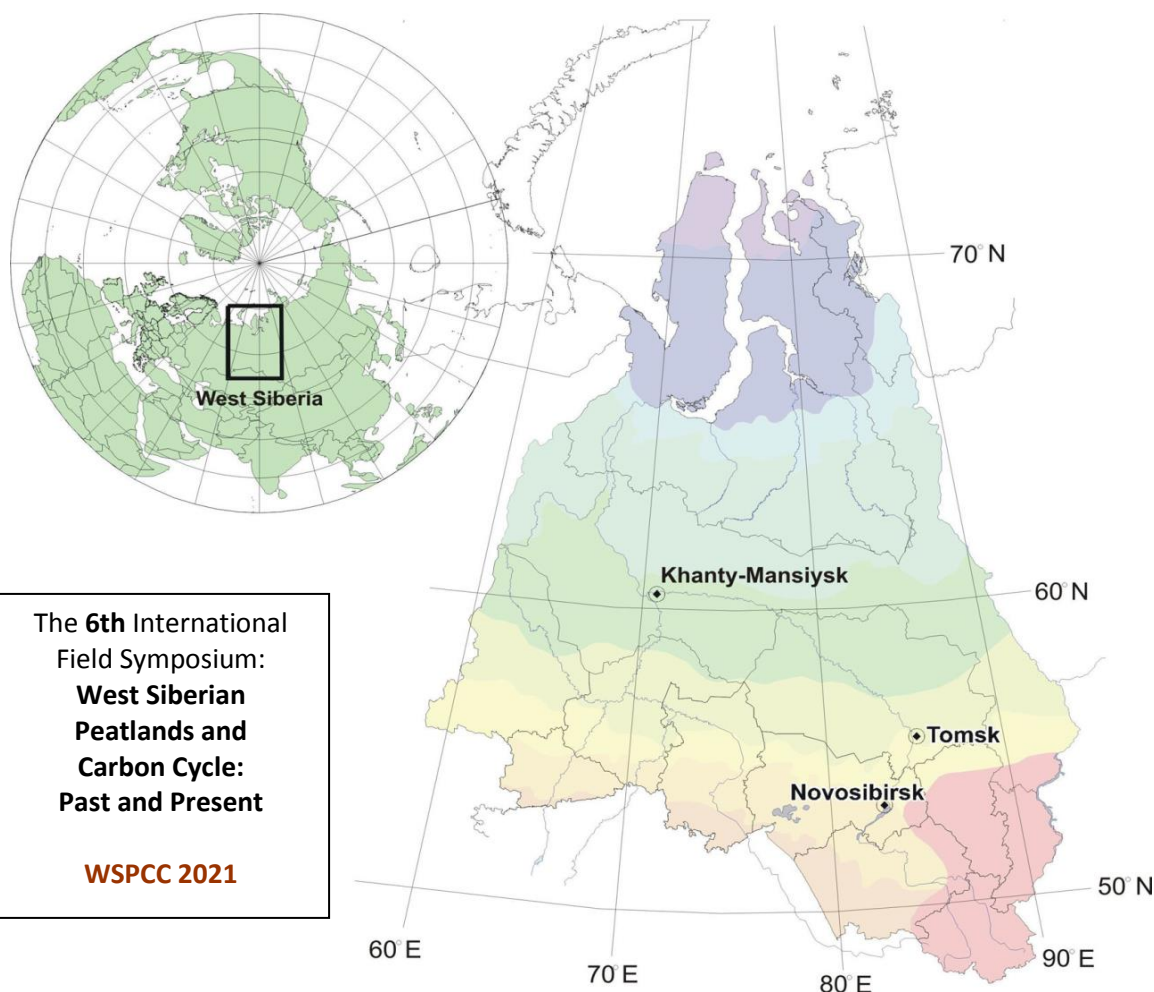 West Siberia
70° N
Khanty-Mansiysk
60° N
The 6th International
Field Symposium:
West Siberian
Peatlands and
Carbon Cycle:
Past and Present
WSPCC 2021
Tomsk
Novosibirsk
50° N
60° E
70° E
80° E
90° E